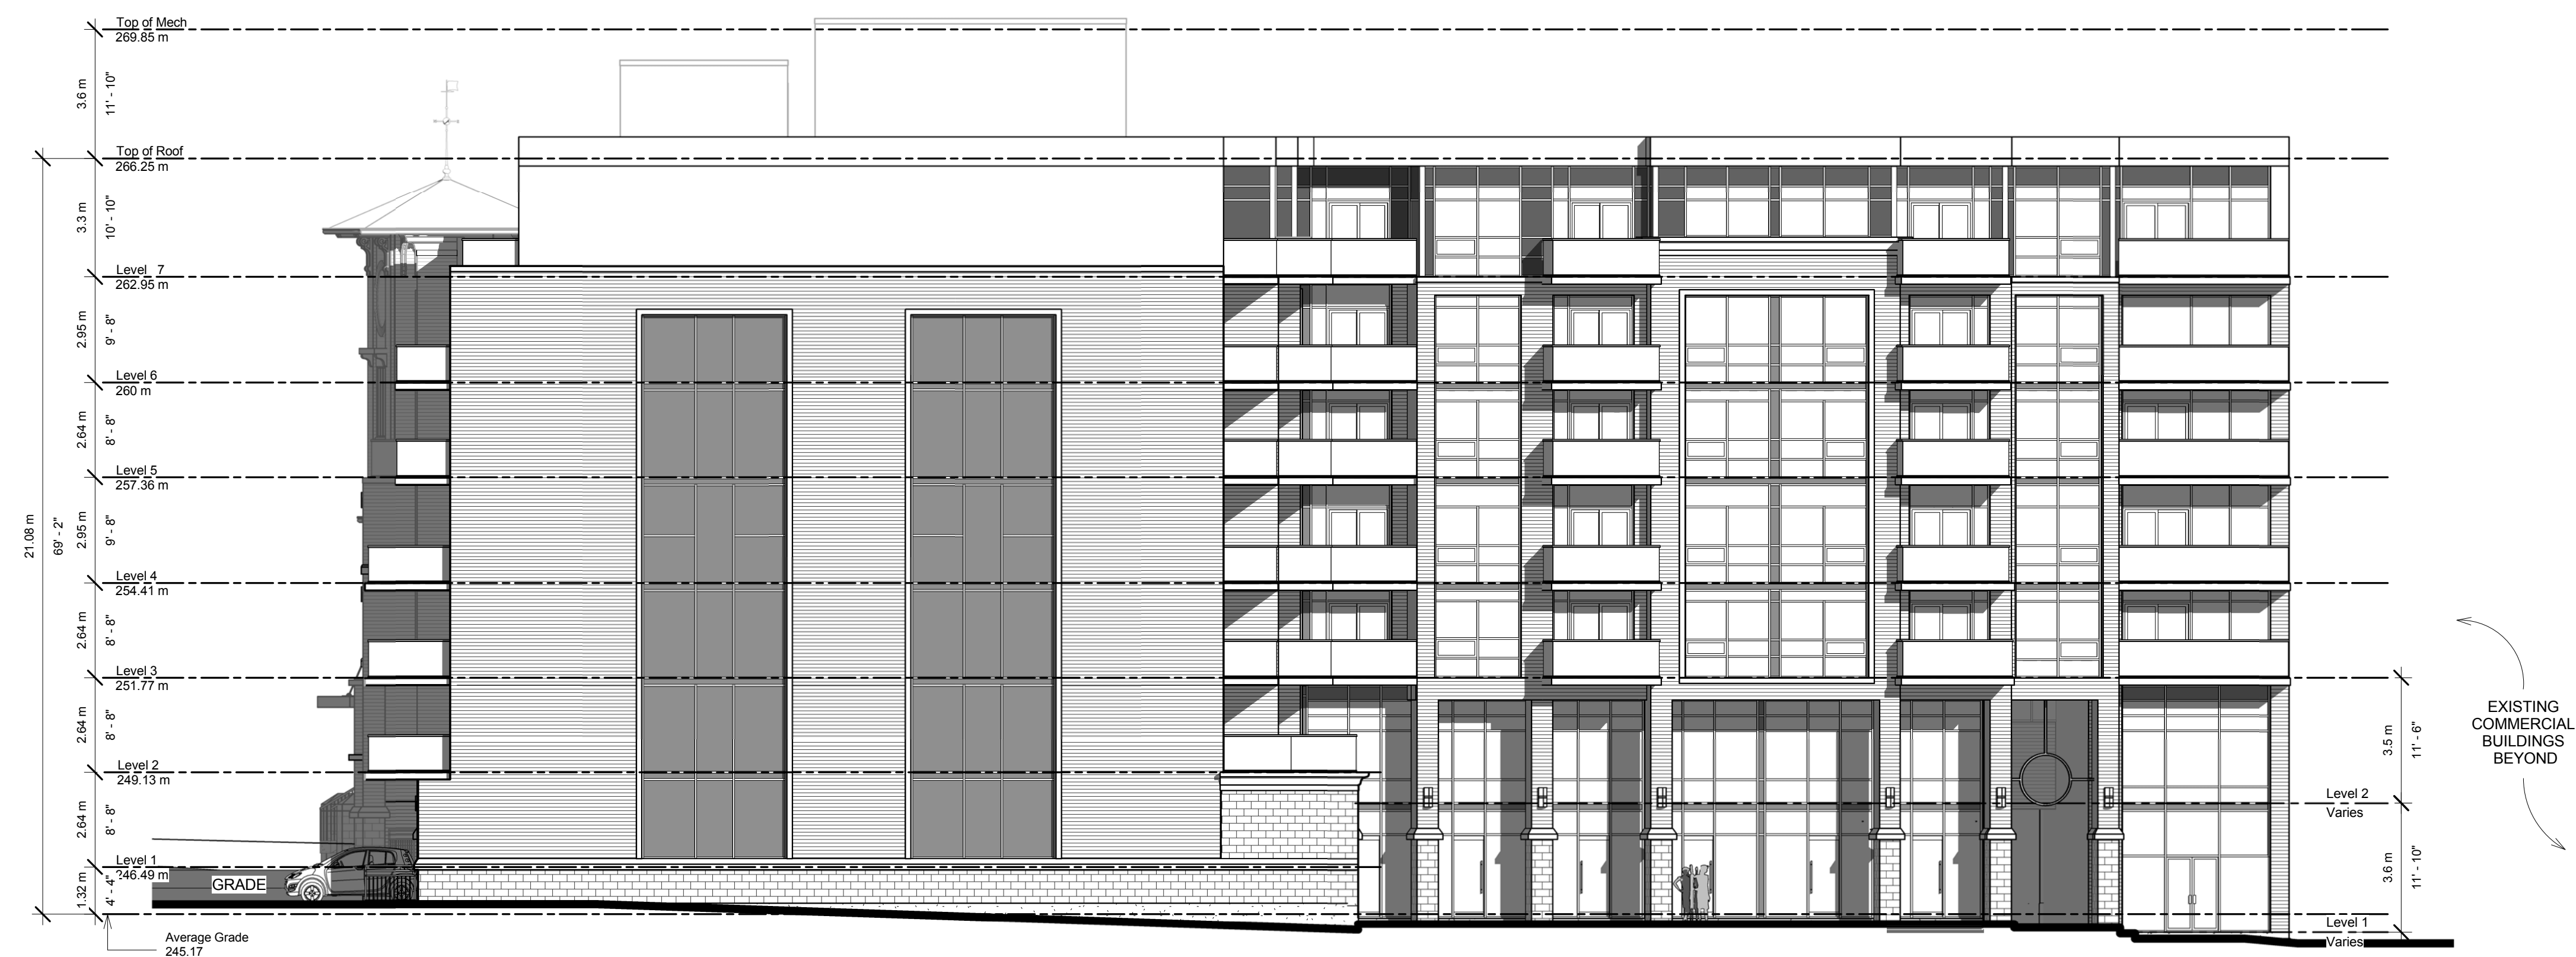 Top of Mech
269.85 m
3.6 m
11' - 10"
Top of Roof
266.25 m
3.3 m
10' - 10"
Level 7
262.95 m
2.95 m
9' - 8"
Level 6
260 m
2.64 m
8' - 8"
Level 5
257.36 m
21.08 m
69' - 2"
2.95 m
9' - 8"
Level 4
254.41 m
2.64 m
8' - 8"
Level 3
251.77 m
2.64 m
8' - 8"
Level 2
249.13 m
2.64 m
8' - 8"
Level 1
246.49 m
1.32 m
4' - 4"
GRADE
Average Grade
245.17
3.5 m
11' - 6"
Level 2
Varies
3.6 m
11' - 10"
Level 1
Varies
EXISTING
COMMERCIAL
BUILDINGS
BEYOND